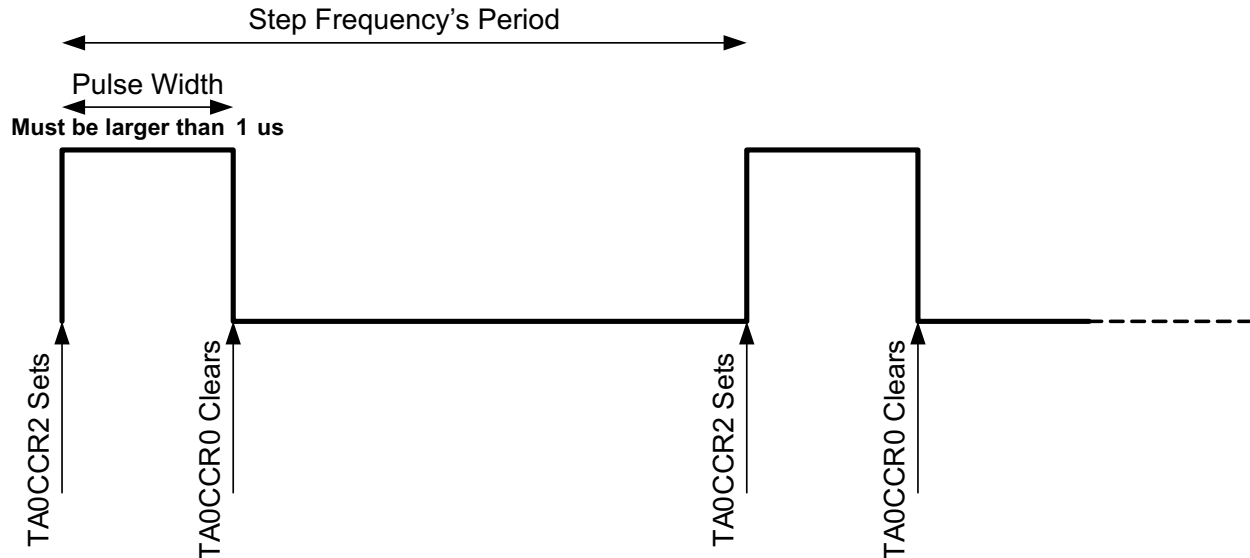 Step Frequency’s Period
Pulse Width
Must be larger than 1 us
TA0CCR2 Sets
TA0CCR0 Clears
TA0CCR2 Sets
TA0CCR0 Clears